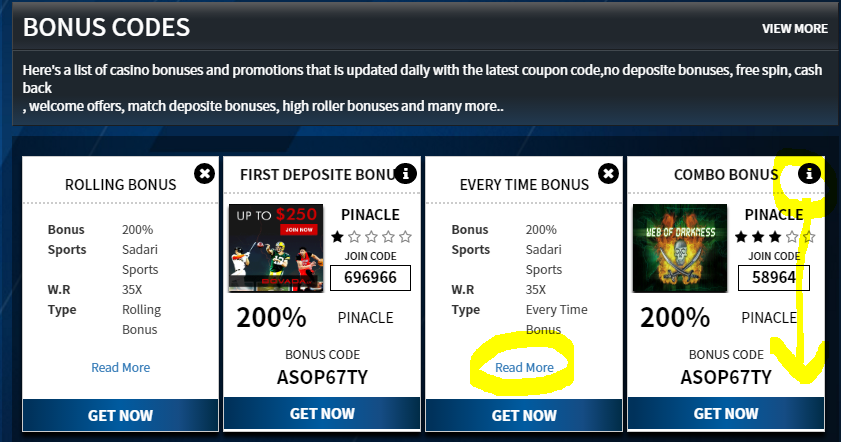 BONUS CODES
VIEW MORE
Here's a list of casino bonuses and promotions that is updated daily with the latest coupon code,no deposite bonuses, free spin, cash
back
, welcome offers, match deposite bonuses, high roller bonuses and many more..
ROLLING BONUS
Bonus 200%
Sports Sadari
Sports
W.R 35X
Type Rolling
Bonus
Read More
GET NOW
FIRST DEPOSITE BONU
UP TO $250
JOIN NOW
BOVADA
PINACLE
JOIN CODE
696966
200% PINACLE
BONUS CODE
ASOP67TY
GET NOW
EVERY TIME BONUS
Bonus 200%
Sports Sadari
Sports
W.R 35X
Type Every Time
Bonus
Read More
GET NOW
COMBO BONUS
WEB OF DARKNESS
PINACLE
JOIN CODE
58964
200% PINACLE
BONUS CODE
ASOP67TY
GET NOW